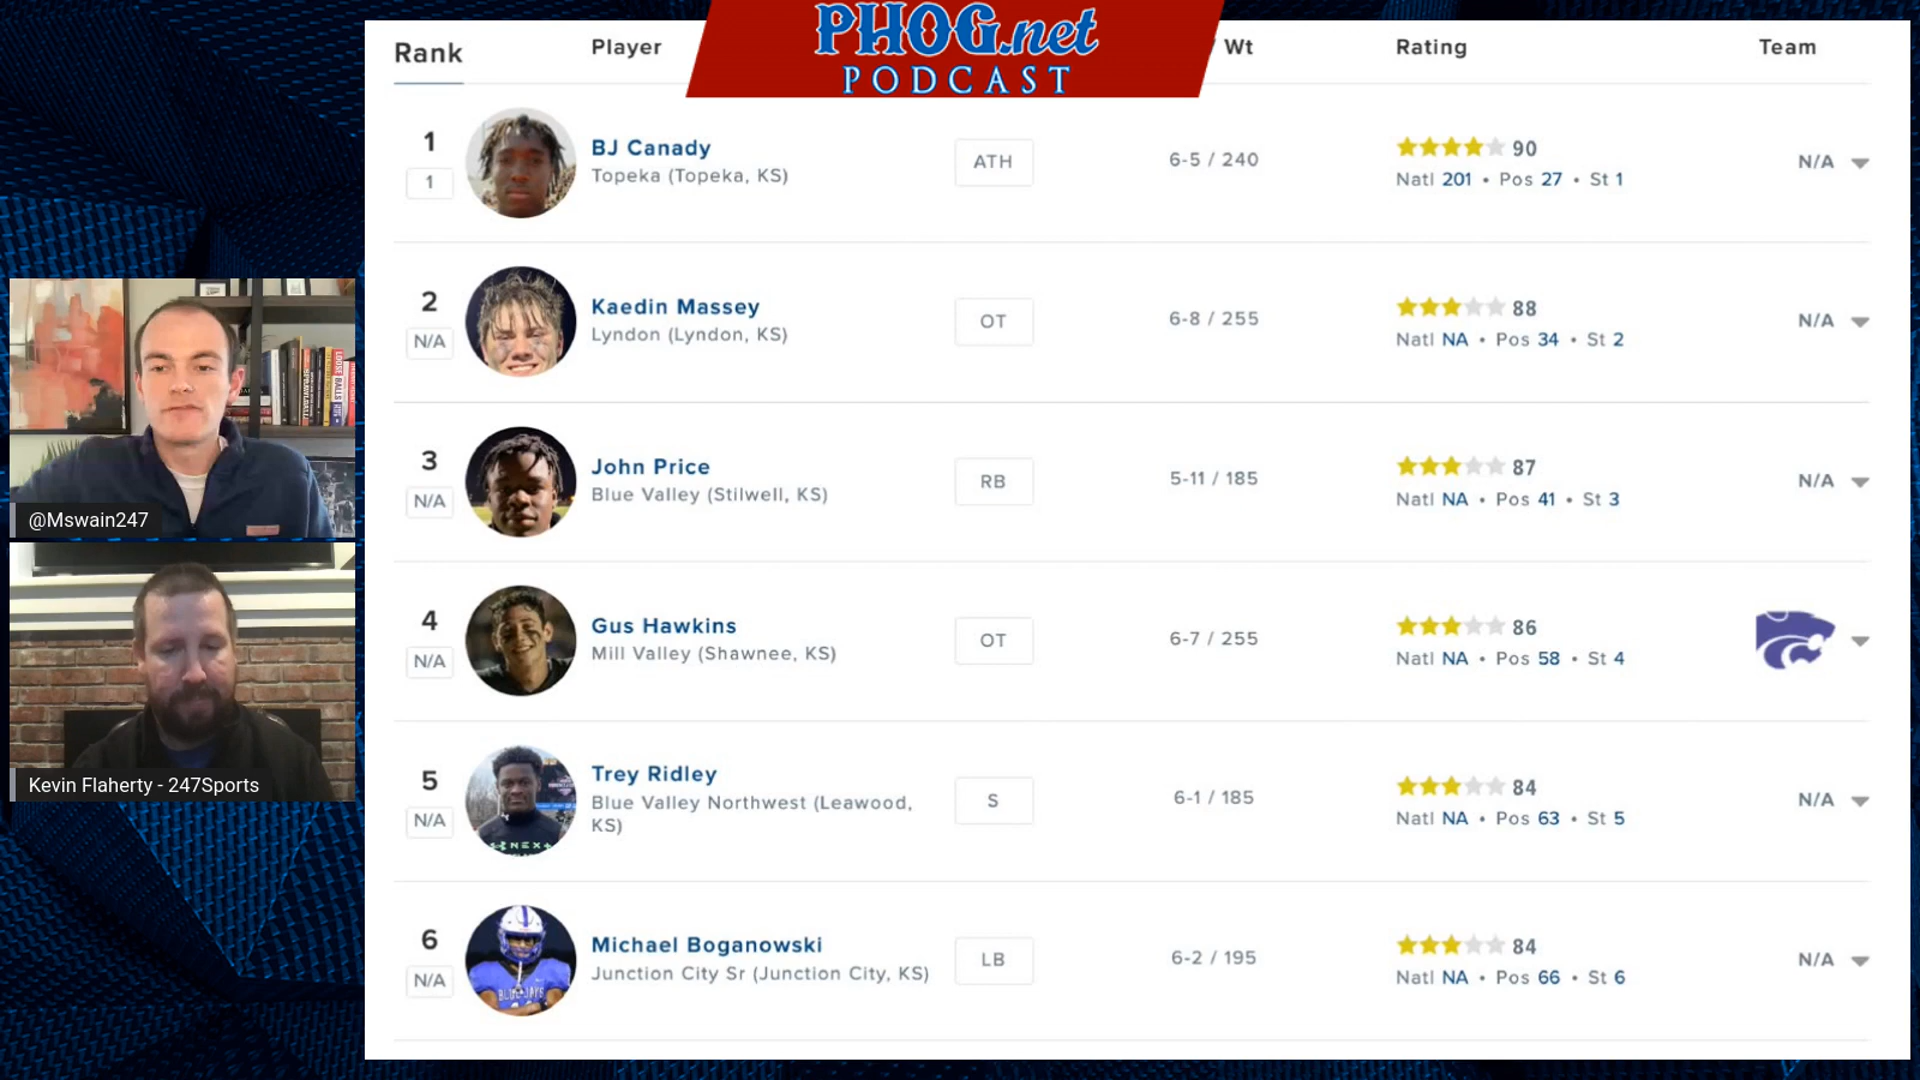 PHOG.net
PODCAST
Rank
Player
Wt
Rating
Team
1
1
BJ Canady
Topeka (Topeka, KS)
ATH
6-5 / 240
90
Natl 201 • Pos 27 • St 1
N/A
2
N/A
Kaedin Massey
Lyndon (Lyndon, KS)
OT
6-8 / 255
88
Natl NA • Pos 34 • St 2
N/A
3
N/A
John Price
Blue Valley (Stilwell, KS)
RB
5-11 / 185
87
Natl NA • Pos 41 • St 3
N/A
4
N/A
Gus Hawkins
Mill Valley (Shawnee, KS)
OT
6-7 / 255
86
Natl NA • Pos 58 • St 4
5
N/A
Trey Ridley
Blue Valley Northwest (Leawood,
KS)
S
6-1 / 185
84
Natl NA • Pos 63 • St 5
N/A
NEX+
6
N/A
Michael Boganowski
Junction City Sr (Junction City, KS)
LB
6-2 / 195
84
Natl NA • Pos 66 • St 6
N/A
BLUE JAYS
LOOSE BALLS
@Mswain247
Kevin Flaherty - 247Sports